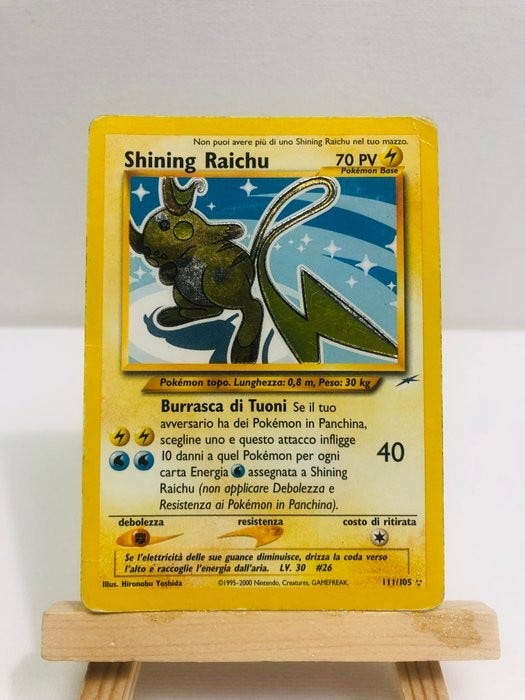 Non puoi avere più di uno Shining Raichu nel tuo mazzo.
Shining Raichu 70 PV
Pokémon Base
Pokémon topo. Lunghezza: 0,8 m, Peso: 30 kg
Burrasca di Tuoni Se il tuo
avversario ha dei Pokémon in Panchina,
scegline uno e questo attacco infligge
10 danni a quel Pokémon per ogni
carta Energia assegnata a Shining
Raichu (non applicare Debolezza e
Resistenza ai Pokémon in Panchina).
40
debolezza resistenza costo di ritirata
Se l'elettricità delle sue guance diminuisce, drizza la coda verso
l'alto e raccoglie l'energia dall'aria. LV. 30 #26
Illus. Hironobu Yoshida ©1995-2000 Nintendo, Creatures, GAMEFREAK. 111/105